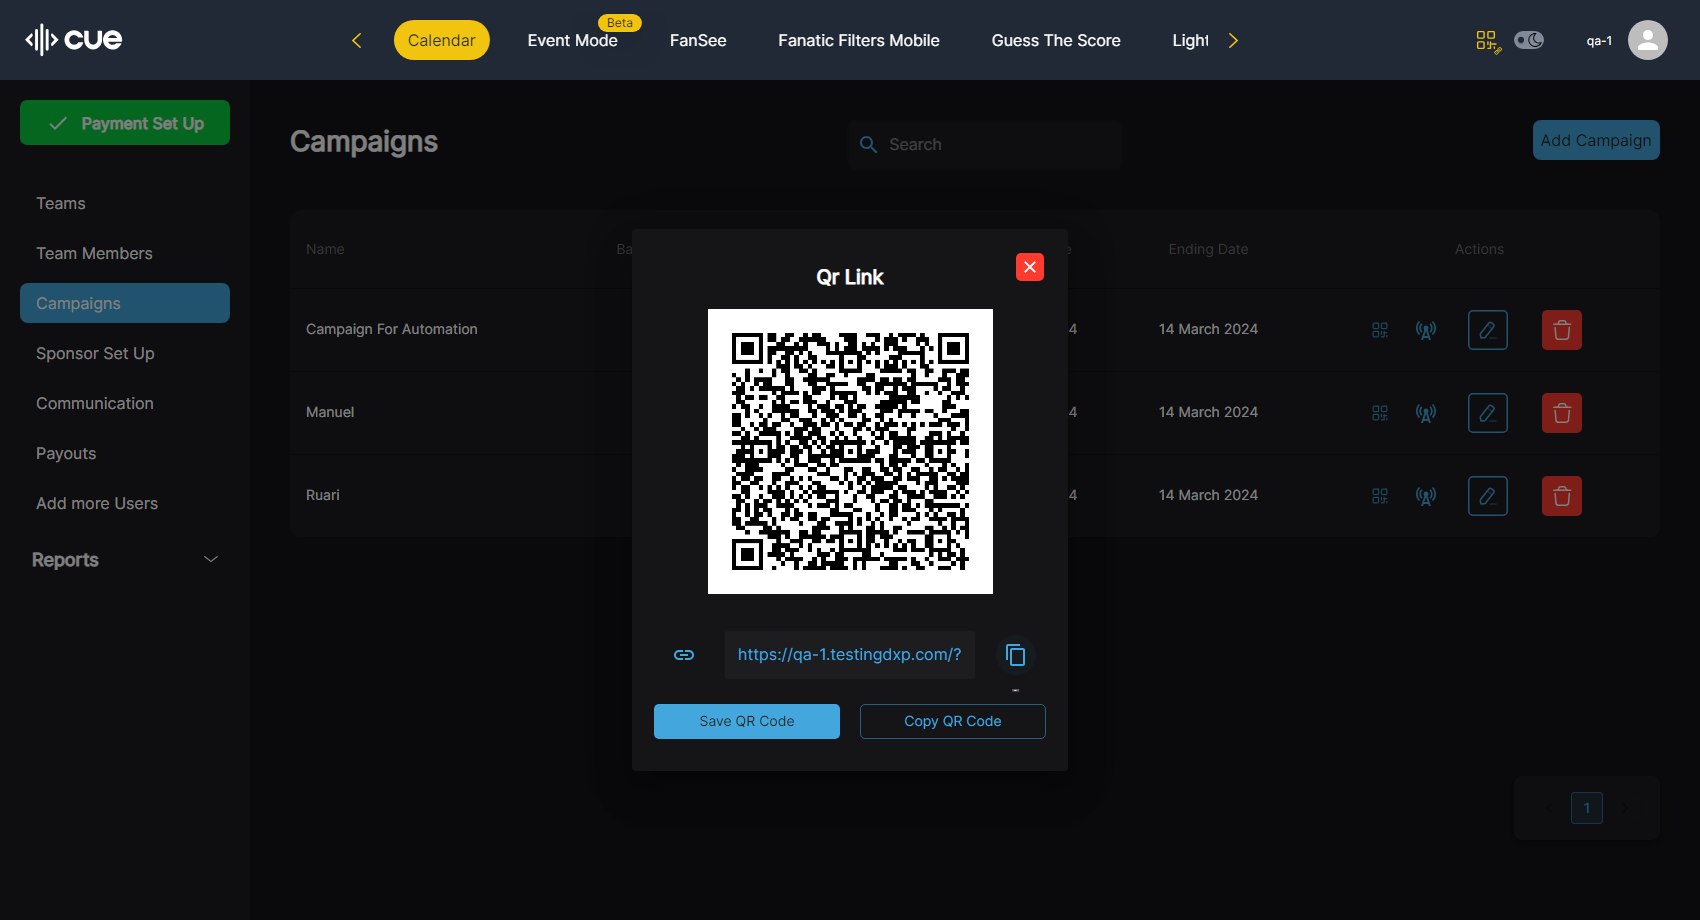 cue
Calendar
Event Mode
Beta
FanSee
Fanatic Filters Mobile
Guess The Score
Light
qa-1
Payment Set Up
Teams
Team Members
Campaigns
Sponsor Set Up
Communication
Payouts
Add more Users
Reports
Campaigns
Search
Add Campaign
Name
Ba
e
Ending Date
Actions
Campaign For Automation
4
14 March 2024
Manuel
4
14 March 2024
Ruari
4
14 March 2024
Qr Link
https://qa-1.testingdxp.com/?
Save QR Code
Copy QR Code
1